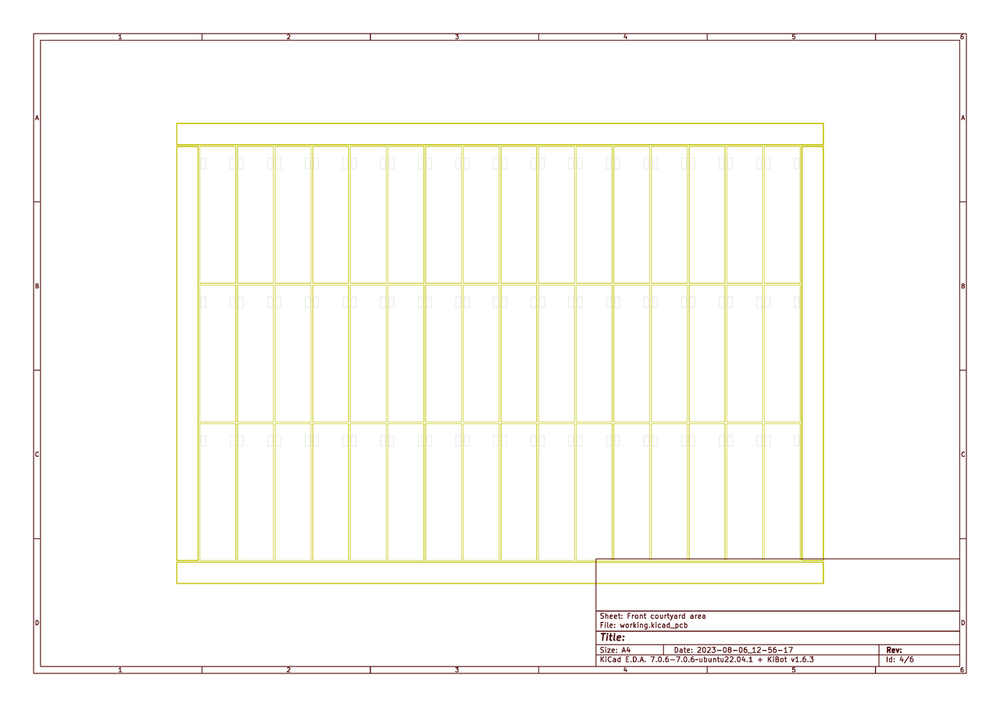 1 2 3 4 5 6
A A
B B
C C
Sheet: Front courtyard area
File: working.kicad_pcb
D D
Title:
Size: A4 Date: 2023-08-06_12-56-17 Rev:
KiCad E.D.A. 7.0.6-7.0.6~ubuntu22.04.1 + KiBot v1.6.3 Id: 4/6
1 2 3 4 5 6